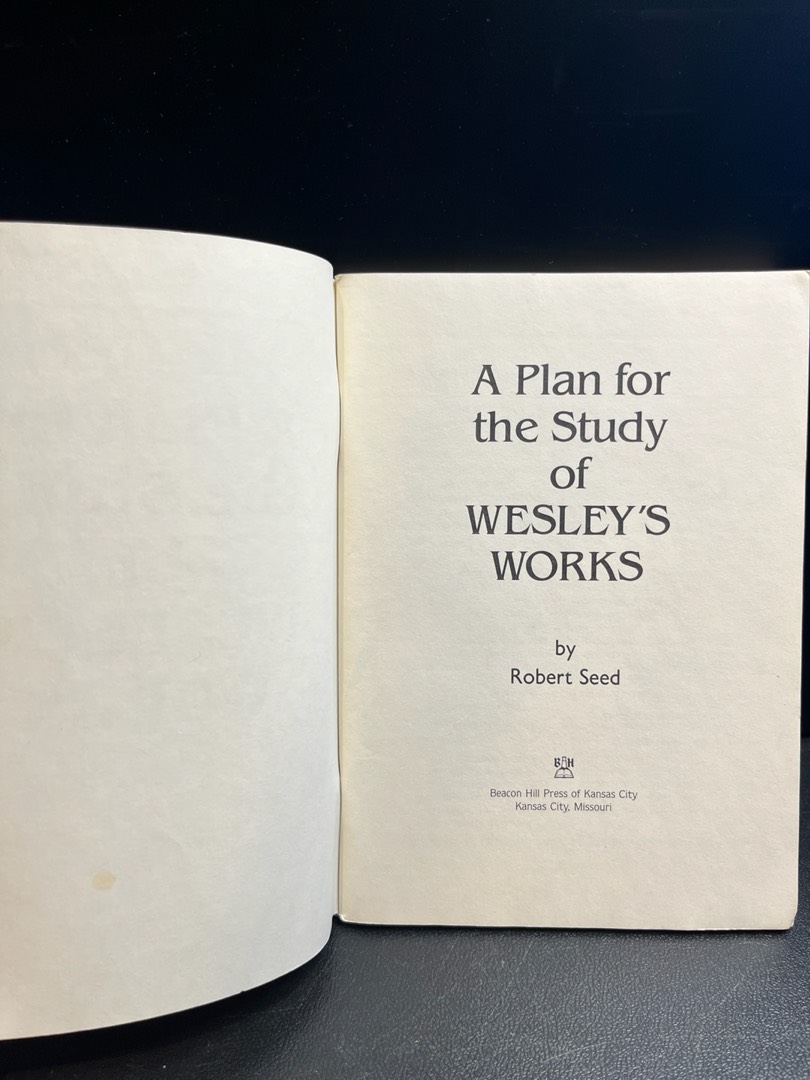 A Plan for
the Study
of
WESLEY'S
WORKS
by
Robert Seed
BH
Beacon Hill Press of Kansas City
Kansas City, Missouri